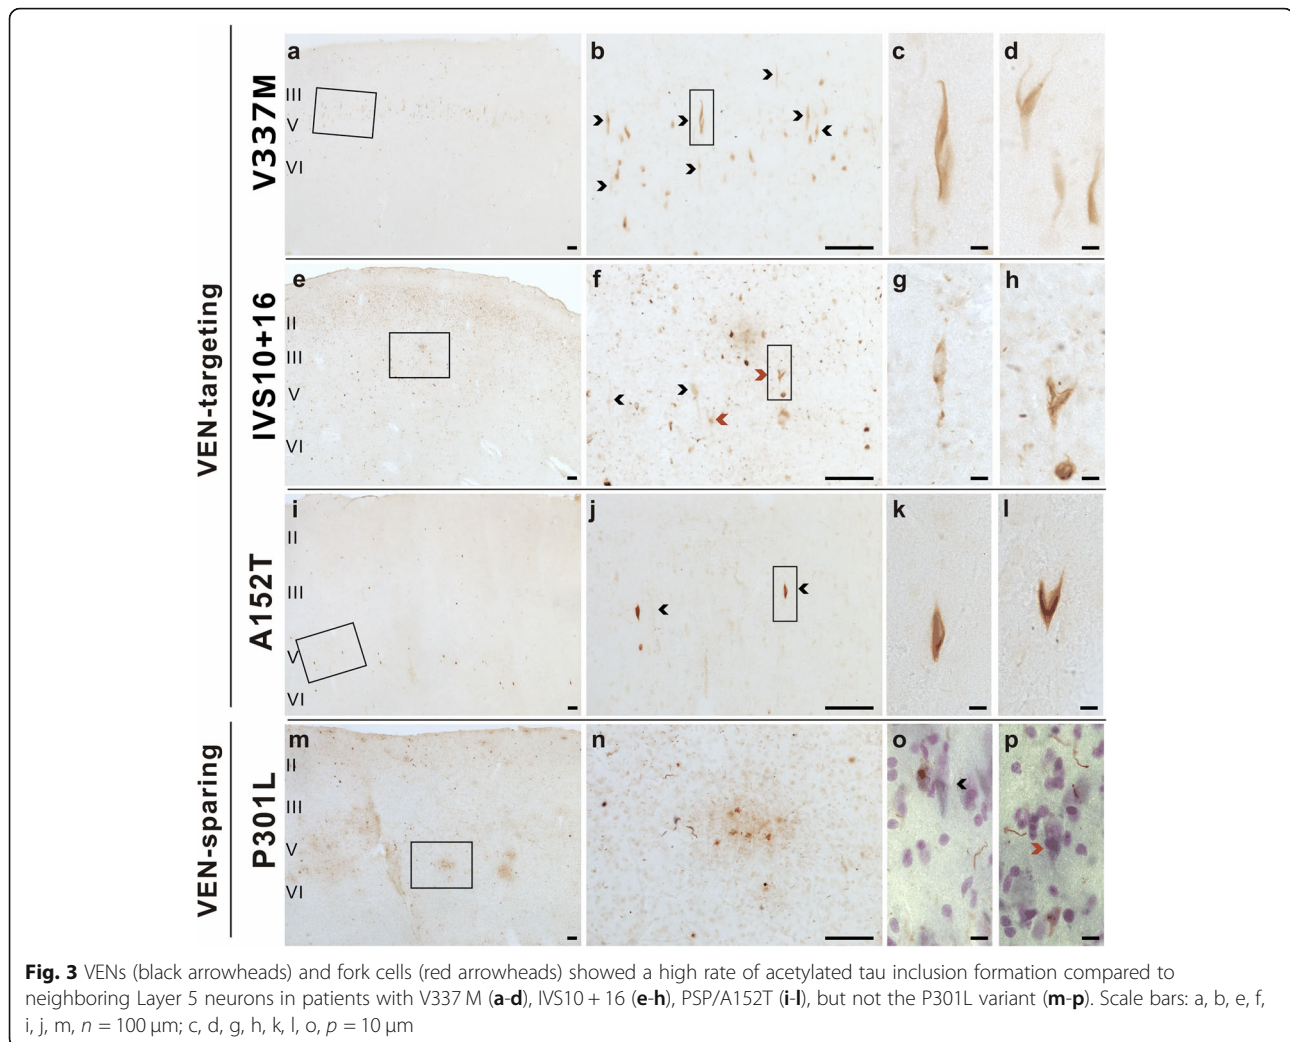 VEN-targeting
V337M
a
III
V
VI
b
c
d
IVS10+16
e
II
III
V
VI
f
g
h
A152T
i
II
III
V
VI
j
k
l
VEN-sparing
P301L
m
II
III
V
VI
n
o
p
Fig. 3 VENs (black arrowheads) and fork cells (red arrowheads) showed a high rate of acetylated tau inclusion formation compared to
neighboring Layer 5 neurons in patients with V337 M (a-d), IVS10 + 16 (e-h), PSP/A152T (i-l), but not the P301L variant (m-p). Scale bars: a, b, e, f,
i, j, m, n = 100 μm; c, d, g, h, k, l, o, p = 10 μm